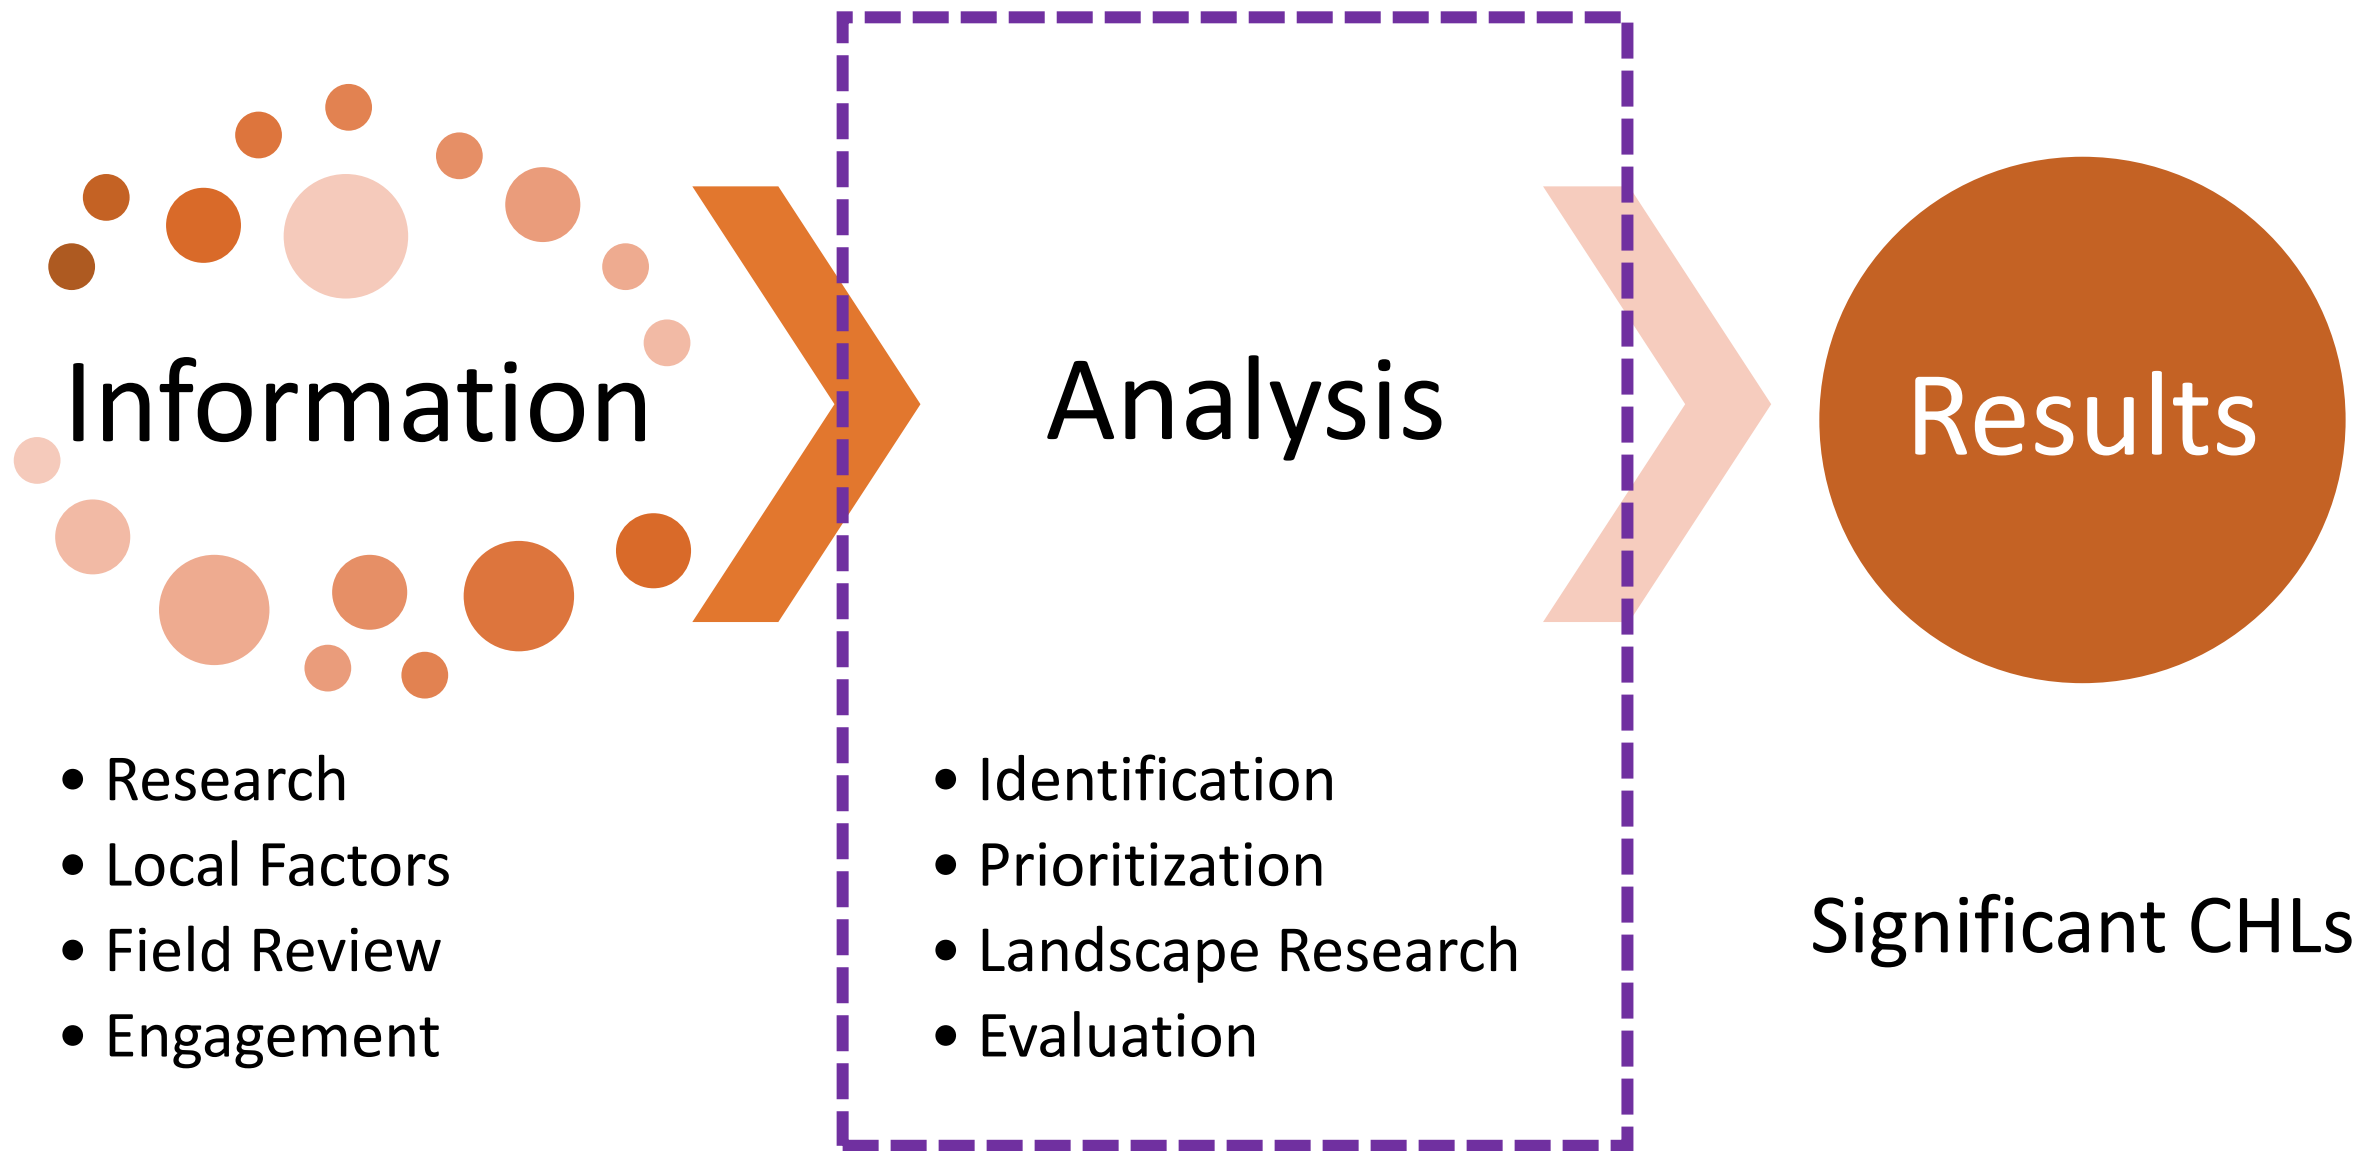 Information
• Research
• Local Factors
• Field Review
• Engagement
Analysis
• Identification
• Prioritization
• Landscape Research
• Evaluation
Results
Significant CHLs